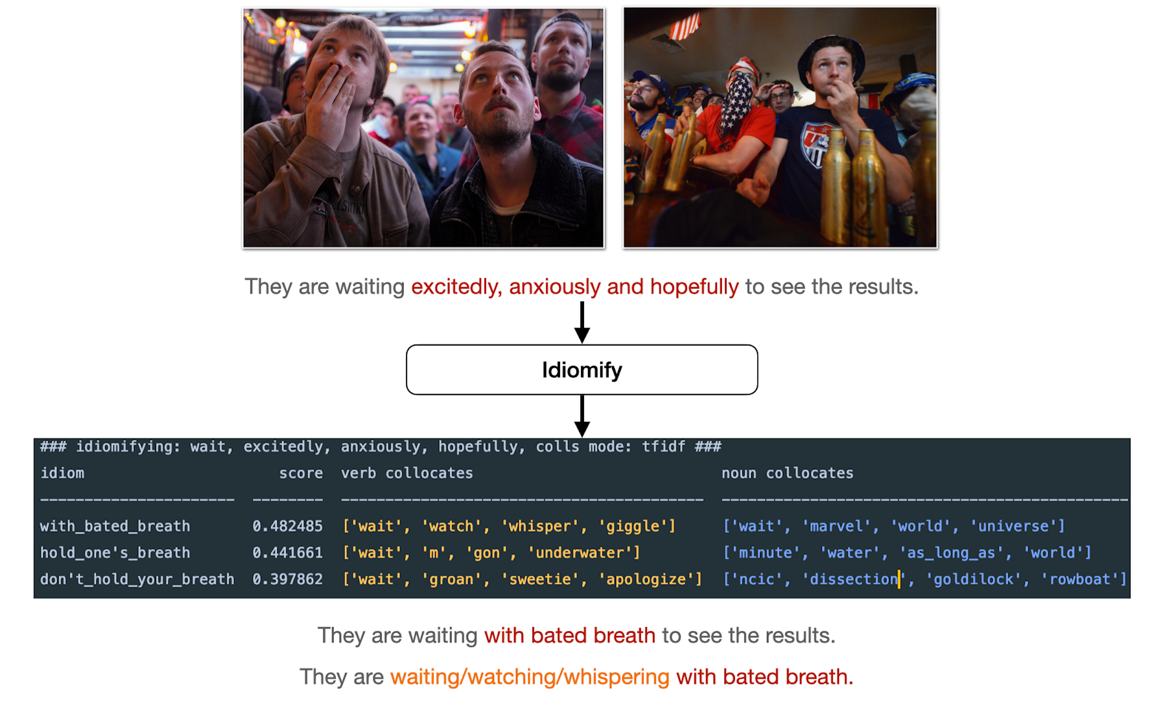 They are waiting excitedly, anxiously and hopefully to see the results.
Idiomify
### idiomifying: wait, excitedly, anxiously, hopefully, colls mode: tfidf ###
idiom score verb collocates noun collocates
with_bated_breath 0.482485 ['wait', 'watch', 'whisper', 'giggle'] ['wait', 'marvel', 'world', 'universe']
hold_one's_breath 0.441661 ['wait', 'm', 'gon', 'underwater'] ['minute', 'water', 'as_long_as', 'world']
don't_hold_your_breath 0.397862 ['wait', 'groan', 'sweetie', 'apologize'] ['ncic', 'dissection', 'goldilock', 'rowboat']
They are waiting with bated breath to see the results.
They are waiting/watching/whispering with bated breath.